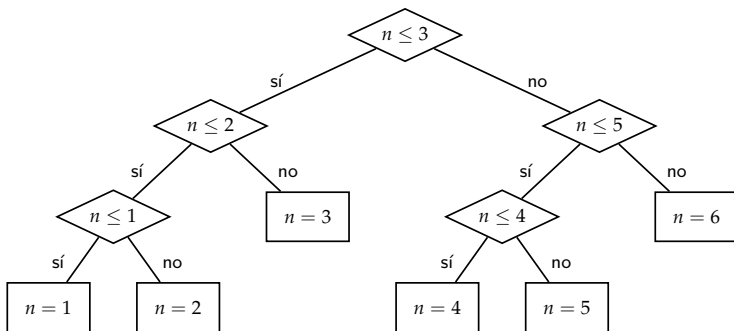 n ≤ 3
sí
no
n ≤ 2
n ≤ 5
sí
no
sí
no
n ≤ 1
n = 3
n ≤ 4
n = 6
sí
no
sí
no
n = 1
n = 2
n = 4
n = 5